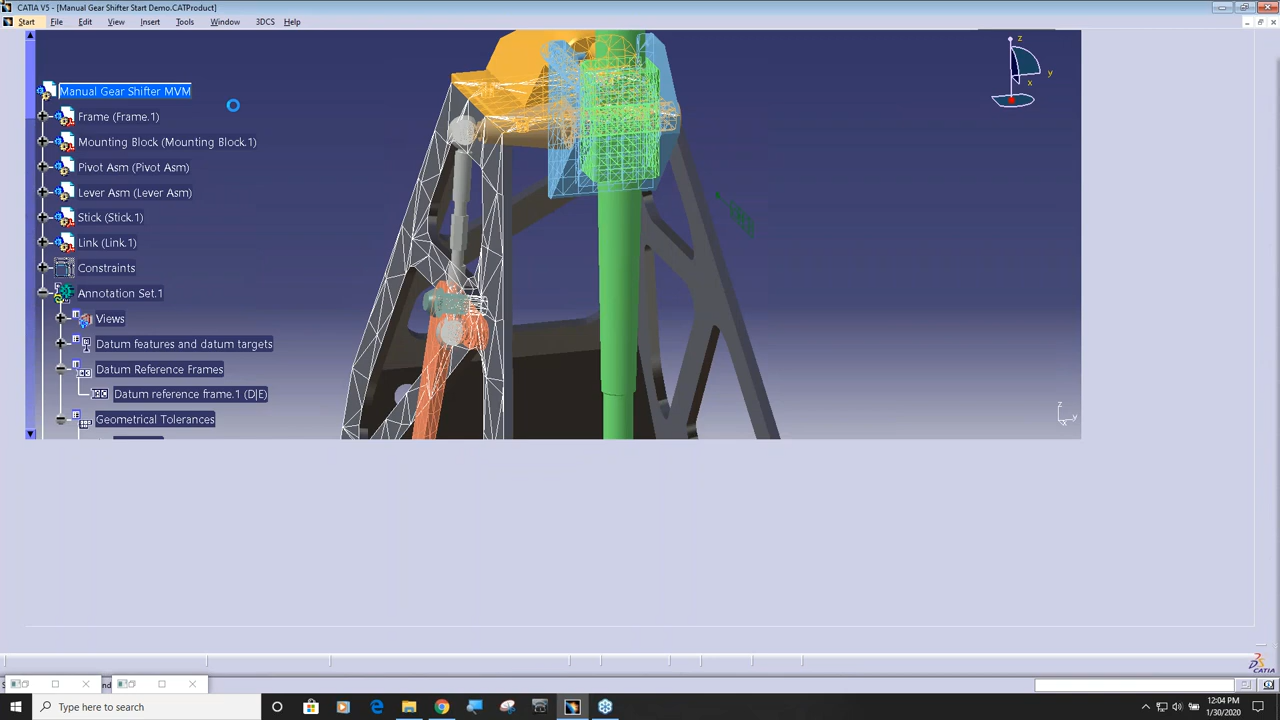 CATIA V5 - [Manual Gear Shifter Start Demo.CATProduct]
Start File Edit View Insert Tools Window 3DCS Help
z
y
x
Manual Gear Shifter MVM
Frame (Frame.1)
Mounting Block (Mounting Block.1)
Pivot Asm (Pivot Asm)
Lever Asm (Lever Asm)
Stick (Stick.1)
Link (Link.1)
Constraints
Annotation Set.1
Views
Datum features and datum targets
Datum Reference Frames
Datum reference frame.1 (D|E)
Geometrical Tolerances
z
y
x
CATIA
Type here to search
12:04 PM
1/30/2020